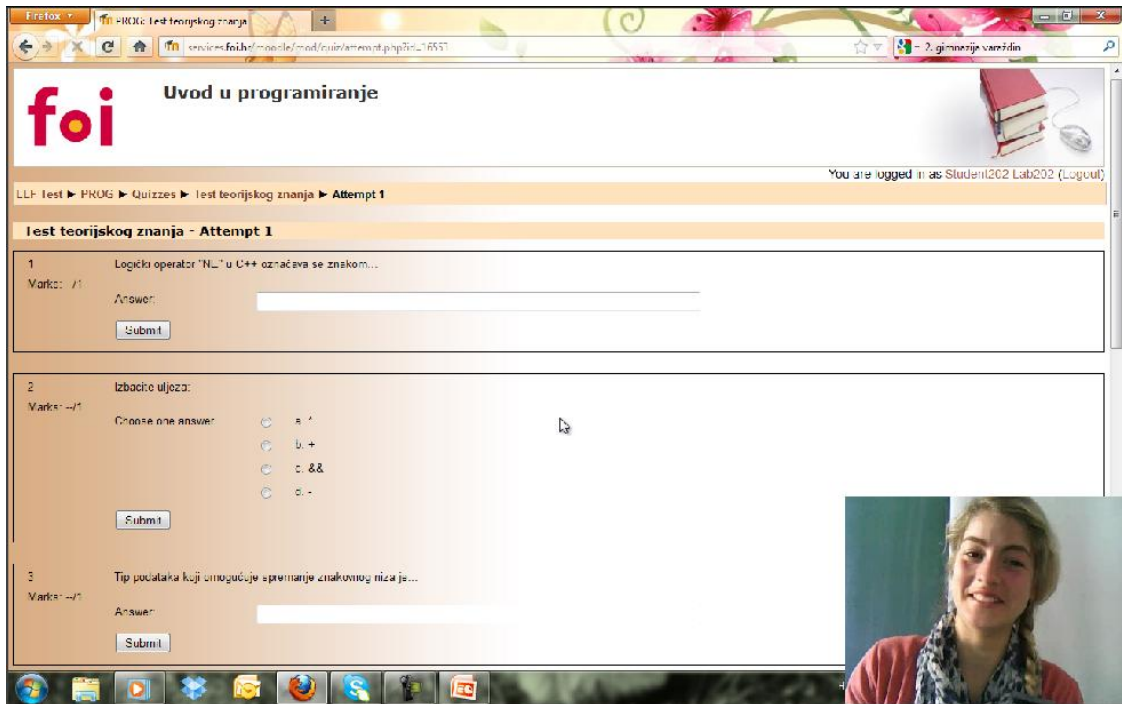 Firefox
PROG: Test teorijskog znanja
services.foi.hr/moodle/mod/quiz/attempt.php?id=16557
2. gimnazije varaždin
foi
Uvod u programiranje
You are logged in as Student202 Lab202 (Logout)
LLF Test ► PROG ► Quizzes ► Test teorijskog znanja ► Attempt 1
Test teorijskog znanja - Attempt 1
1
Logički operator "NE" u C++ označava se znakom...
Marks: --/1
Answer:
Submit
2
Izbacite uljeza:
Marks: --/1
Choose one answer
a. *
b. +
c. &&
d. -
Submit
3
Tip podataka koji omogućuje spremanje znakovnog niza je...
Marks: --/1
Answer:
Submit